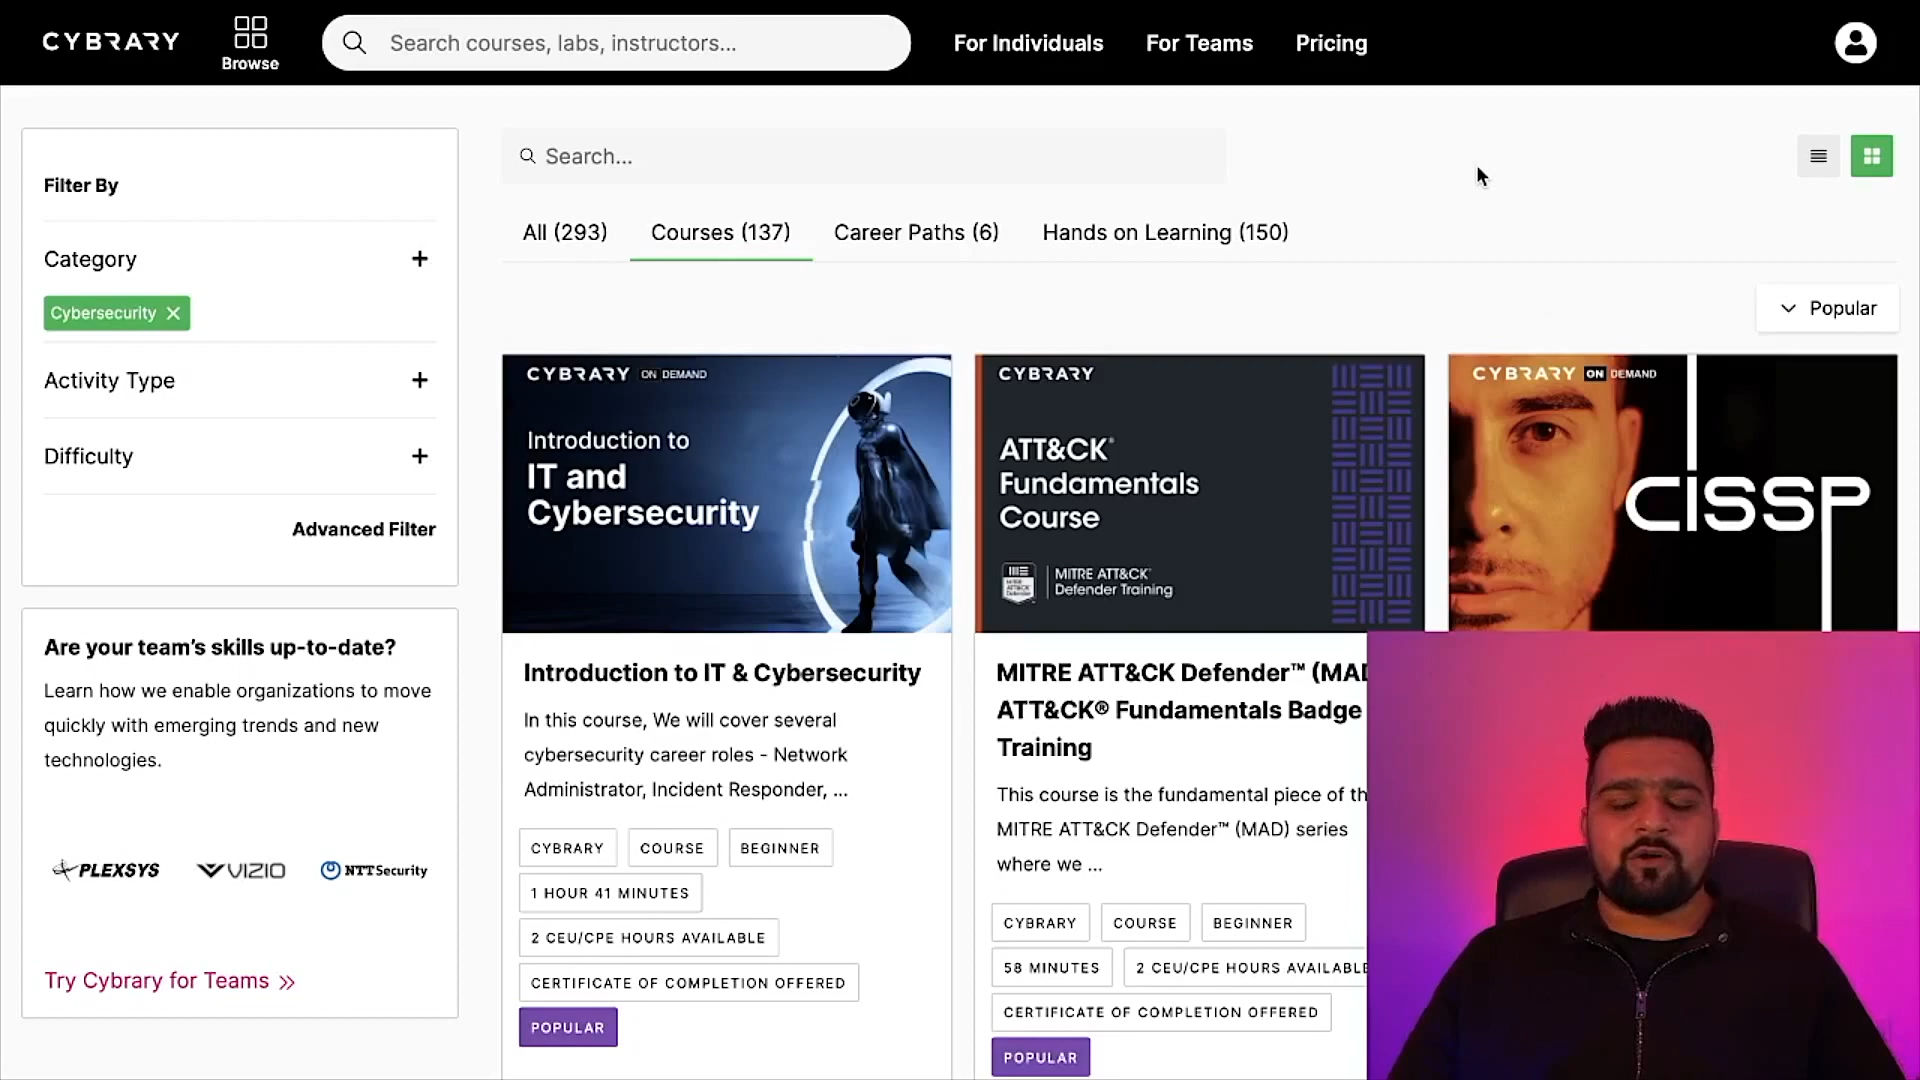 CYBRARY
Browse
Search courses, labs, instructors...
For Individuals
For Teams
Pricing
Filter By
Category
Cybersecurity
Activity Type
Difficulty
Advanced Filter
Are your team's skills up-to-date?
Learn how we enable organizations to move
quickly with emerging trends and new
technologies.
PLEXSYS
VIZIO
NTTSecurity
Try Cybrary for Teams
Search...
All (293)
Courses (137)
Career Paths (6)
Hands on Learning (150)
Popular
CYBRARY ON DEMAND
Introduction to
IT and
Cybersecurity
Introduction to IT & Cybersecurity
In this course, We will cover several
cybersecurity career roles - Network
Administrator, Incident Responder, ...
CYBRARY
COURSE
BEGINNER
1 HOUR 41 MINUTES
2 CEU/CPE HOURS AVAILABLE
CERTIFICATE OF COMPLETION OFFERED
POPULAR
CYBRARY
ATT&CK®
Fundamentals
Course
MITRE ATT&CK®
Defender Training
MITRE ATT&CK Defender™ (MAD
ATT&CK® Fundamentals Badge
Training
This course is the fundamental piece of th
MITRE ATT&CK Defender™ (MAD) series
where we ...
CYBRARY
COURSE
BEGINNER
58 MINUTES
2 CEU/CPE HOURS AVAILABLE
CERTIFICATE OF COMPLETION OFFERED
POPULAR
CYBRARY ON DEMAND
CISSP